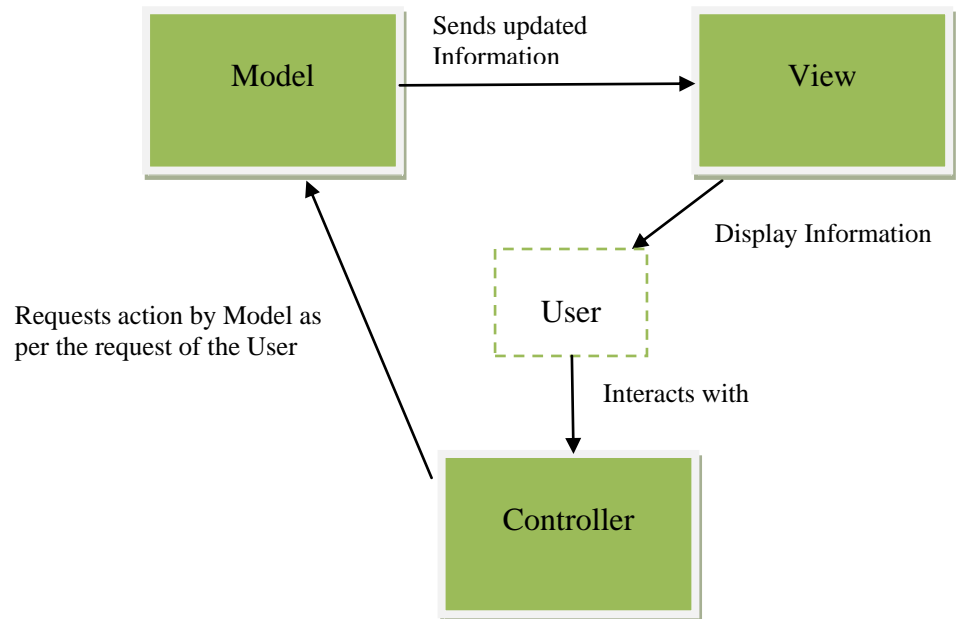 Sends updated
Information
Model
View
Display Information
User
Requests action by Model as
per the request of the User
Interacts with
Controller